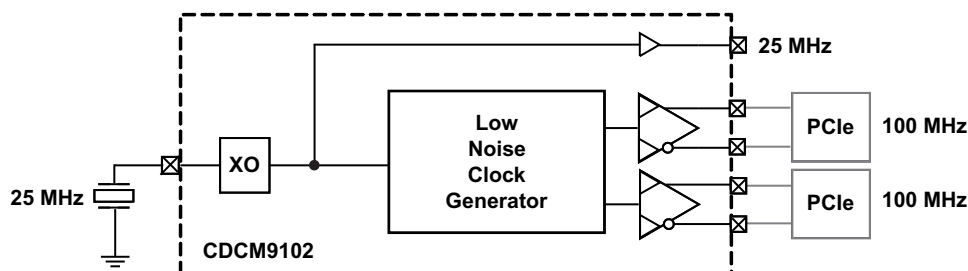 25 MHz
PCIe
100 MHz
Low
Noise
Clock
Generator
XO
25 MHz
PCIe
100 MHz
CDCM9102